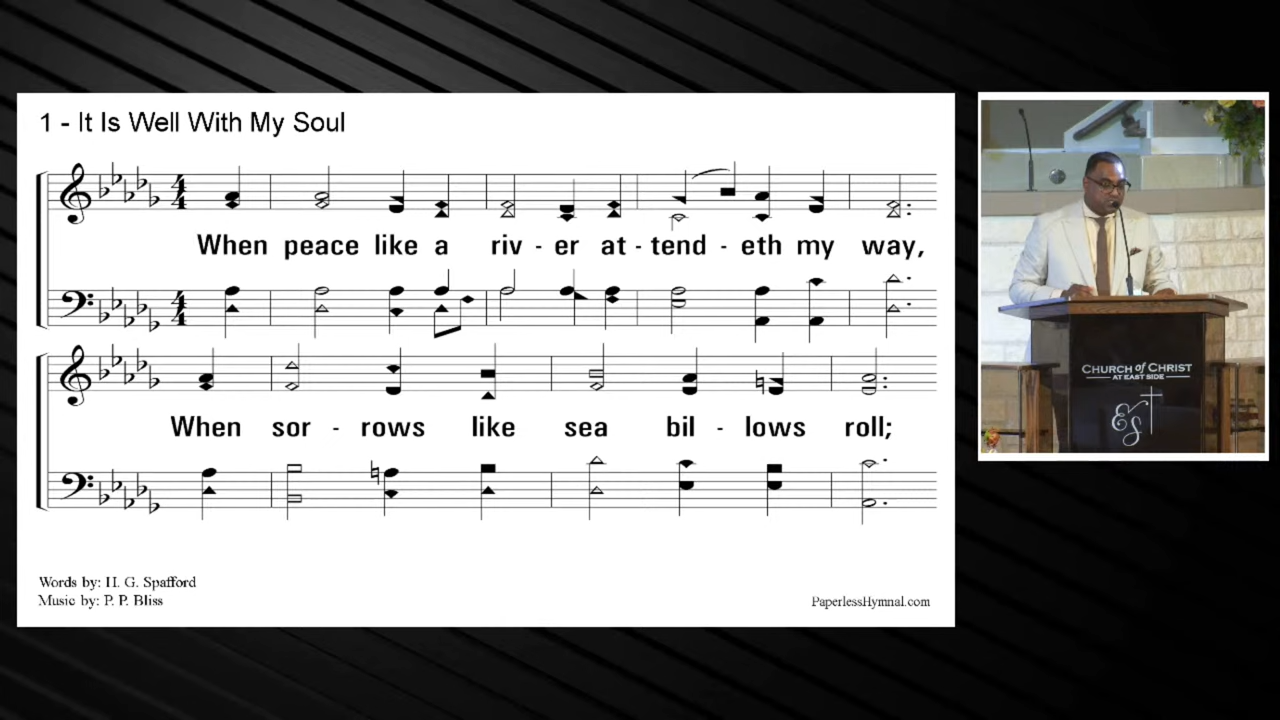 1 - It Is Well With My Soul
When peace like a riv - er at - tend - eth my way,
When sor - rows like sea bil - lows roll;
Words by: H. G. Spafford
Music by: P. P. Bliss
PaperlessHymnal.com
CHURCH of CHRIST
AT EAST SIDE
ES